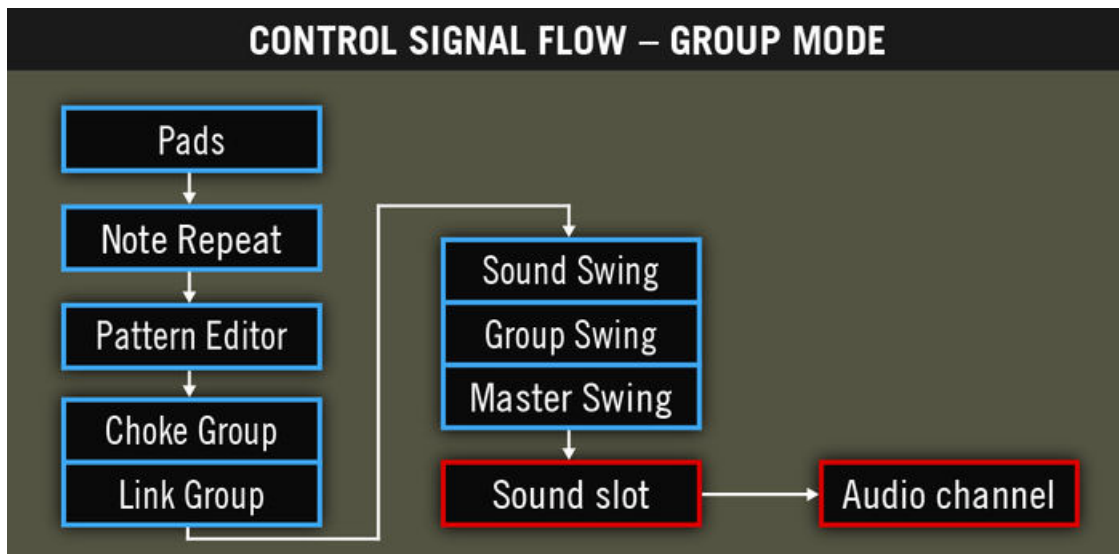 CONTROL SIGNAL FLOW – GROUP MODE
Pads
Note Repeat
Pattern Editor
Choke Group
Link Group
Sound Swing
Group Swing
Master Swing
Sound slot
Audio channel